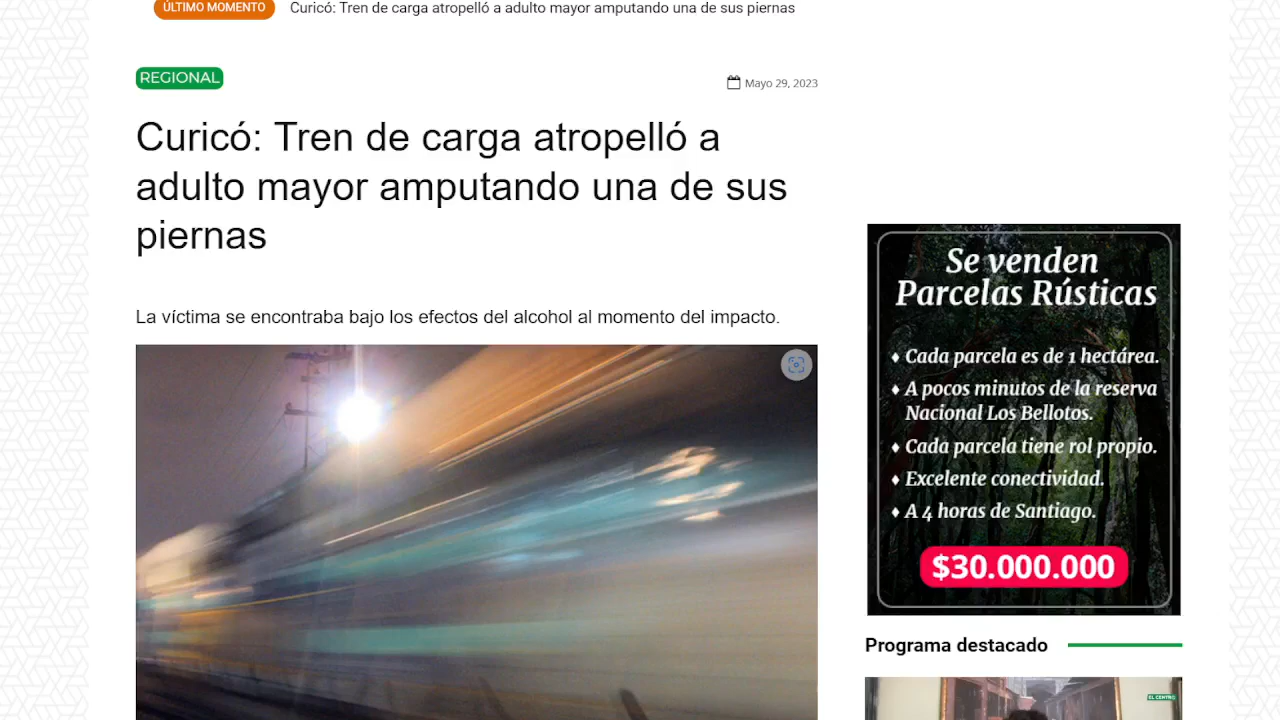 ÚLTIMO MOMENTO
Curicó: Tren de carga atropelló a adulto mayor amputando una de sus piernas
REGIONAL
Mayo 29, 2023
Curicó: Tren de carga atropelló a
adulto mayor amputando una de sus
piernas
La víctima se encontraba bajo los efectos del alcohol al momento del impacto.
Se venden
Parcelas Rústicas
♦ Cada parcela es de 1 hectárea.
♦ A pocos minutos de la reserva
Nacional Los Bellotos.
♦ Cada parcela tiene rol propio.
♦ Excelente conectividad.
♦ A 4 horas de Santiago.
$30.000.000
Programa destacado
EL CENTRO